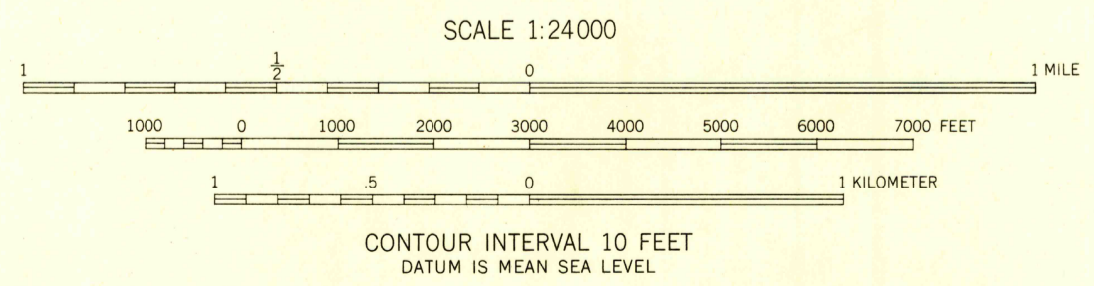 SCALE 1:24000
1 1/2 0 1 MILE
1000 0 1000 2000 3000 4000 5000 6000 7000 FEET
1 .5 0 1 KILOMETER
CONTOUR INTERVAL 10 FEET
DATUM IS MEAN SEA LEVEL